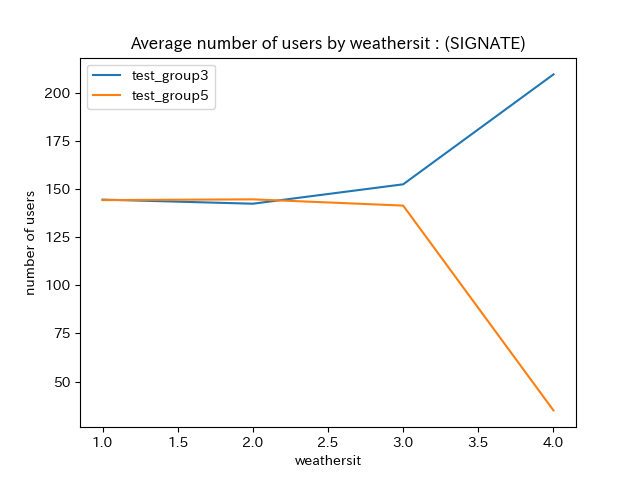 Average number of users by weathersit : (SIGNATE)
test_group3
test_group5
number of users
200
175
150
125
100
75
50
1.0 1.5 2.0 2.5 3.0 3.5 4.0
weathersit